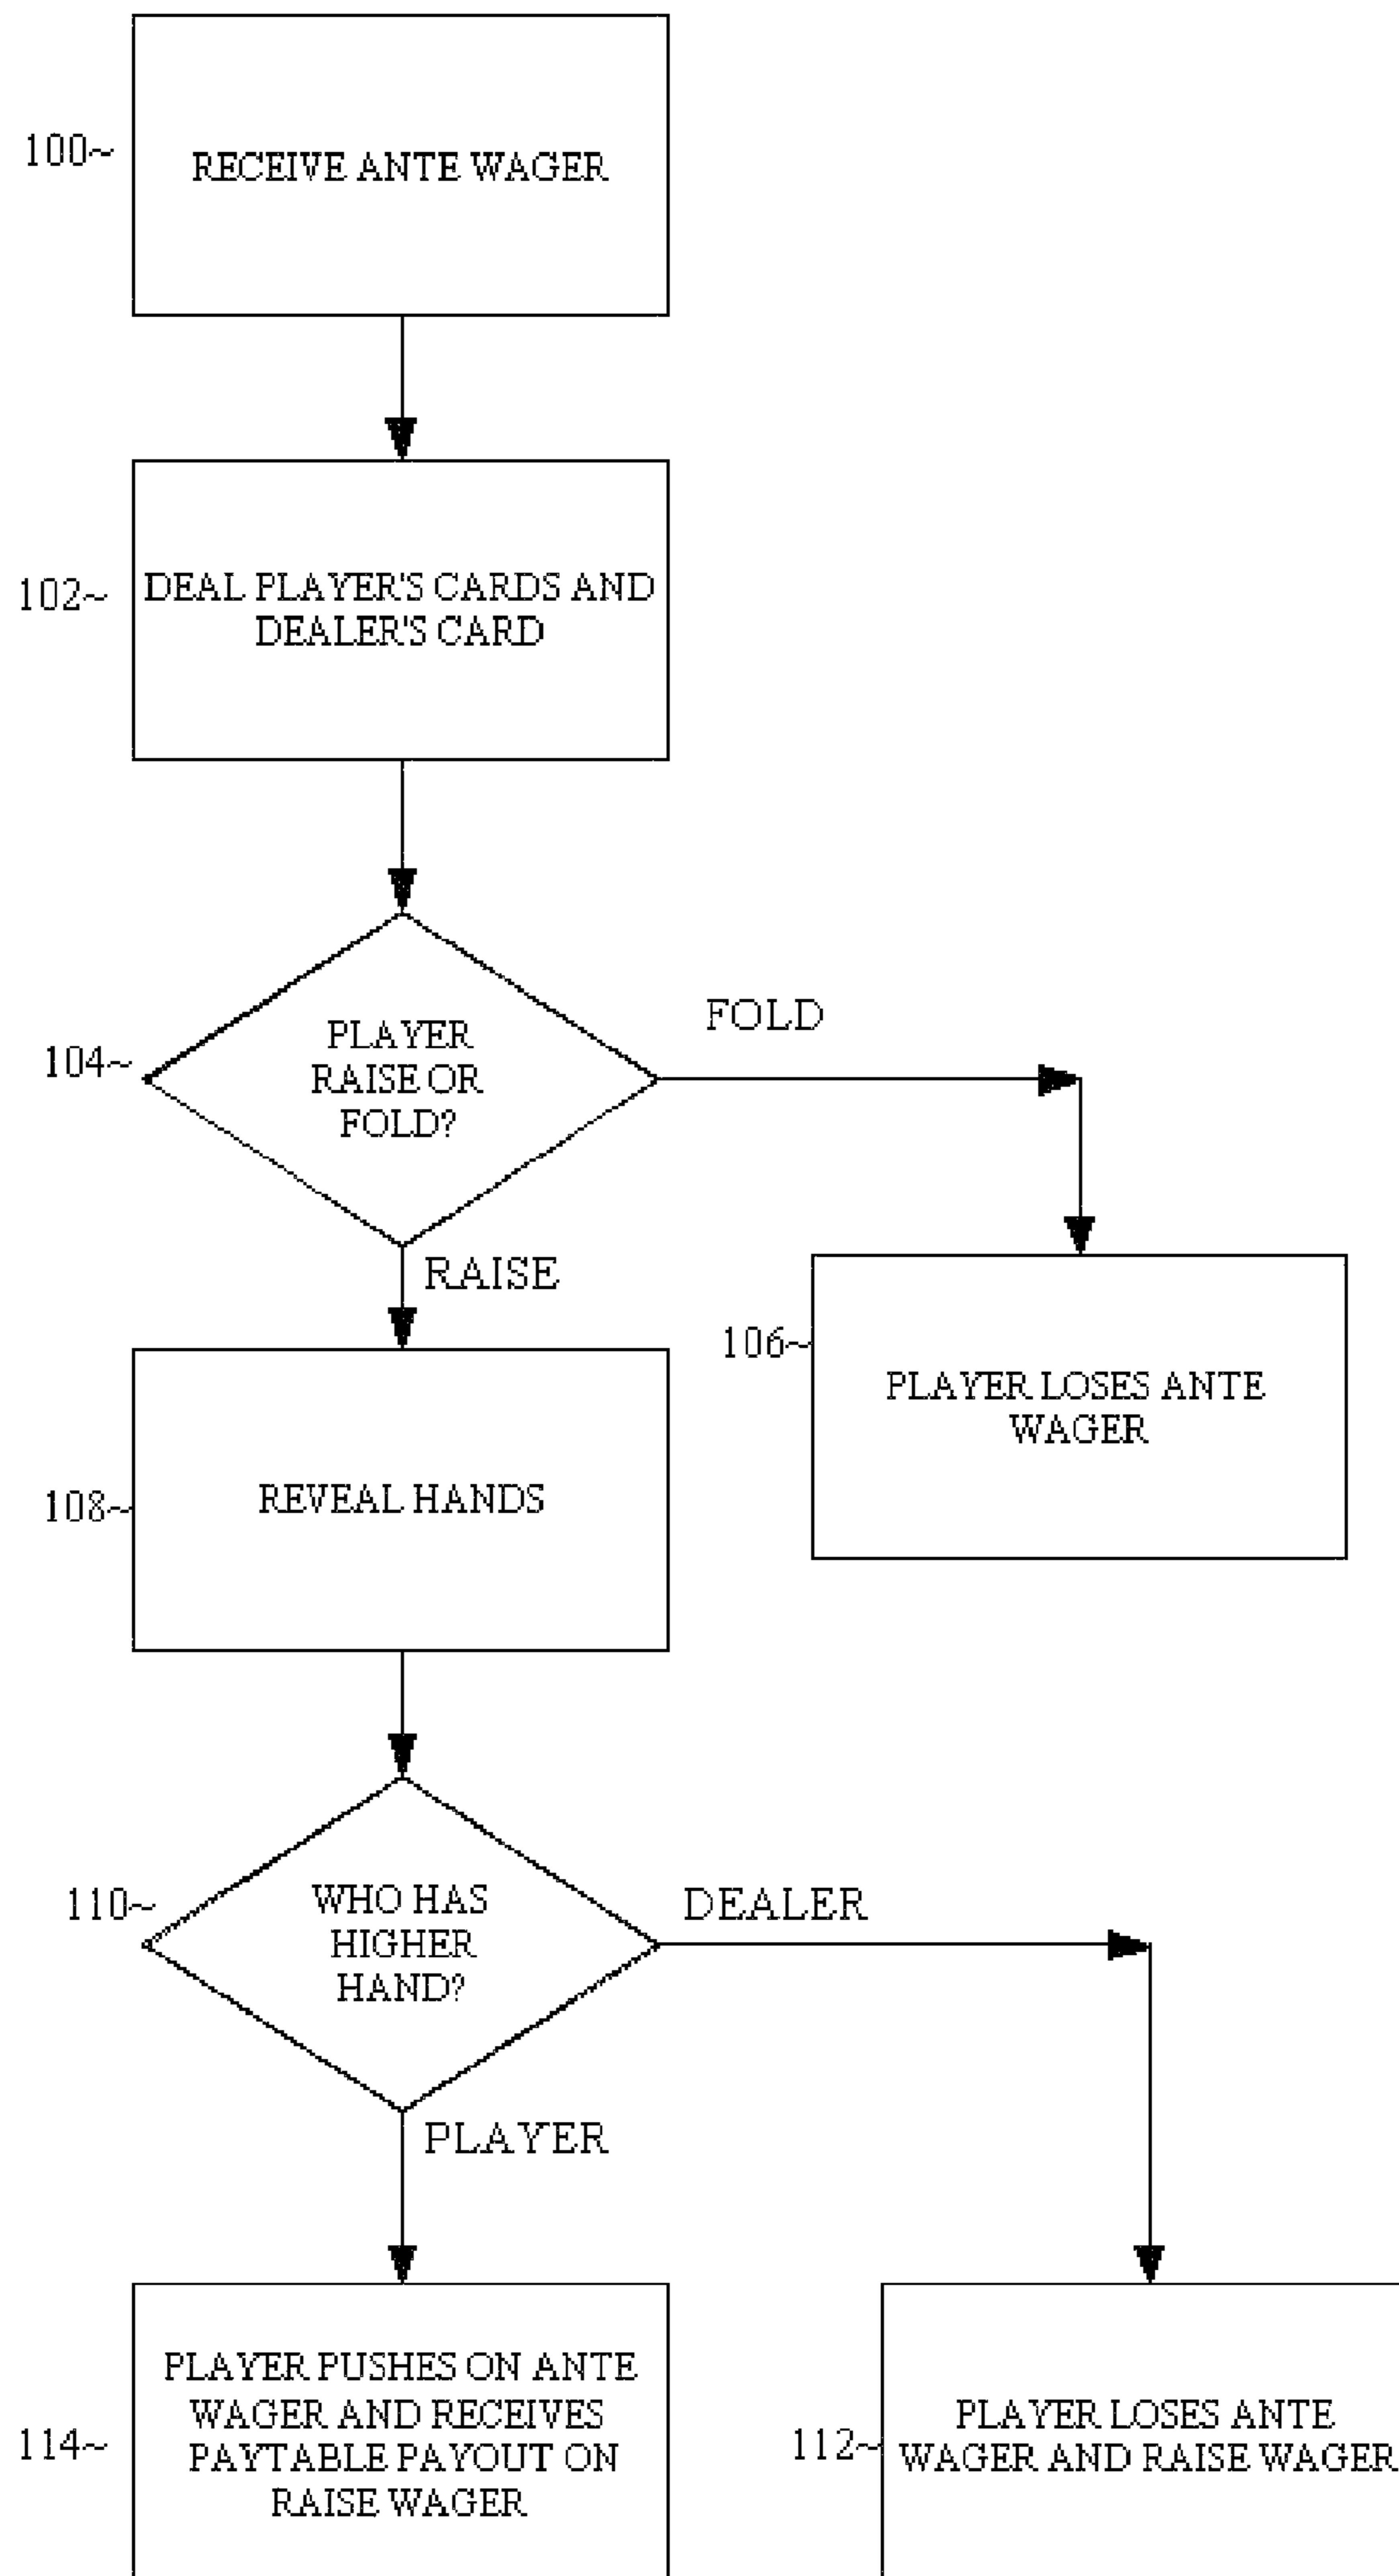 100~
RECEIVE ANTE WAGER
102~
DEAL PLAYER'S CARDS AND
DEALER'S CARD
104~
PLAYER
RAISE OR
FOLD?
FOLD
RAISE
106~
PLAYER LOSES ANTE
WAGER
108~
REVEAL HANDS
110~
WHO HAS
HIGHER
HAND?
DEALER
PLAYER
114~
PLAYER PUSHES ON ANTE
WAGER AND RECEIVES
PAYTABLE PAYOUT ON
RAISE WAGER
112~
PLAYER LOSES ANTE
WAGER AND RAISE WAGER